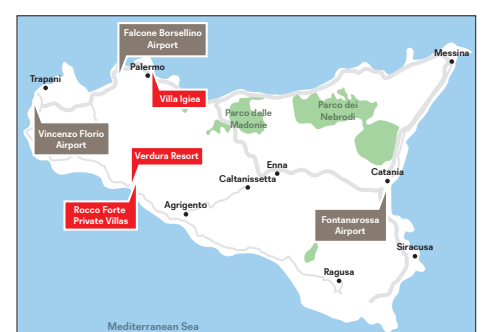 Falcone Borsellino
Airport
Messina
Palermo
Trapani
Villa Igiea
Parco delle
Madonie
Parco dei
Nebrodi
Vincenzo Florio
Airport
Verdura Resort
Enna
Caltanissetta
Catania
Rocco Forte
Private Villas
Agrigento
Fontanarossa
Airport
Siracusa
Ragusa
Mediterranean Sea